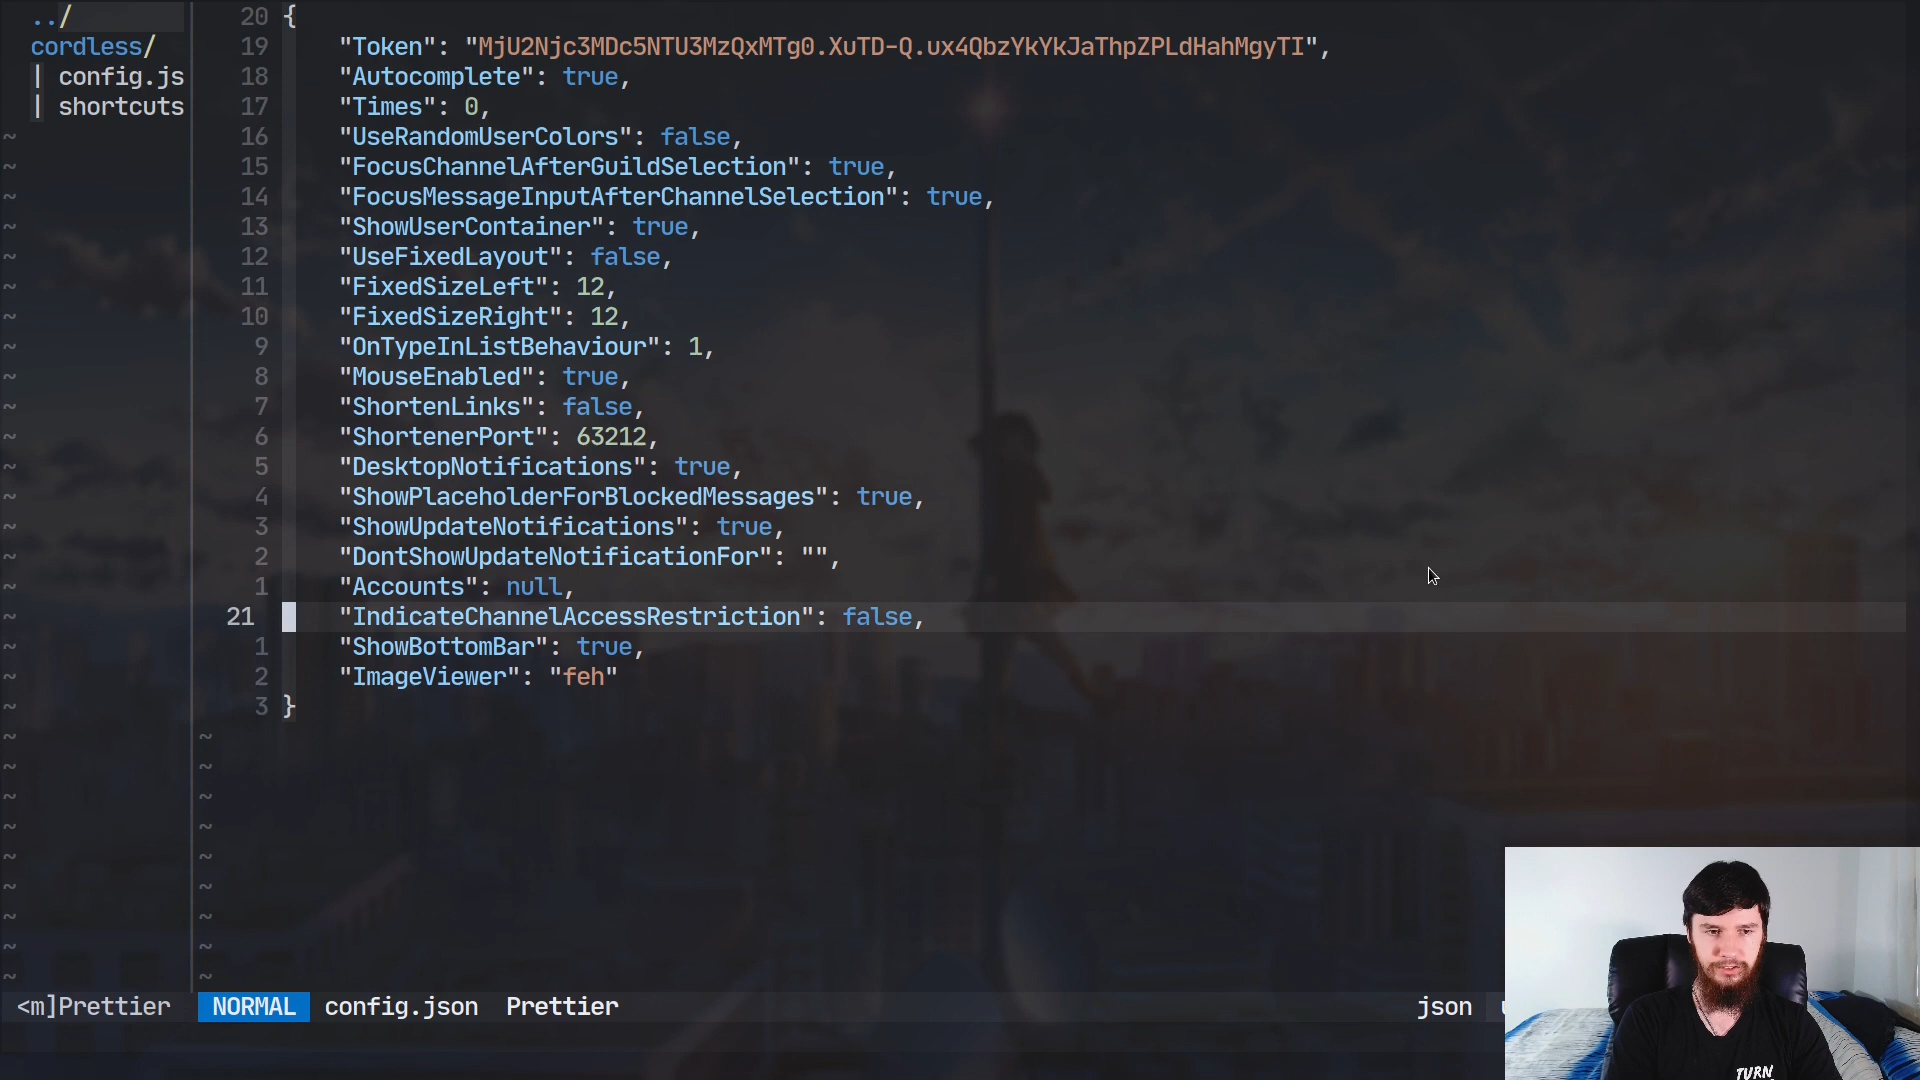 ../
cordless/
| config.js
| shortcuts
20 {
19 "Token": "MjU2Njc3MDc5NTU3MzQxMTg0.XuTD-Q.ux4QbzYkYkJaThpZPLdHahMgyTI",
18 "Autocomplete": true,
17 "Times": 0,
16 "UseRandomUserColors": false,
15 "FocusChannelAfterGuildSelection": true,
14 "FocusMessageInputAfterChannelSelection": true,
13 "ShowUserContainer": true,
12 "UseFixedLayout": false,
11 "FixedSizeLeft": 12,
10 "FixedSizeRight": 12,
9 "OnTypeInListBehaviour": 1,
8 "MouseEnabled": true,
7 "ShortenLinks": false,
6 "ShortenerPort": 63212,
5 "DesktopNotifications": true,
4 "ShowPlaceholderForBlockedMessages": true,
3 "ShowUpdateNotifications": true,
2 "DontShowUpdateNotificationFor": "",
1 "Accounts": null,
21 "IndicateChannelAccessRestriction": false,
1 "ShowBottomBar": true,
2 "ImageViewer": "feh"
3 }
<m]Prettier NORMAL config.json Prettier json
TURN